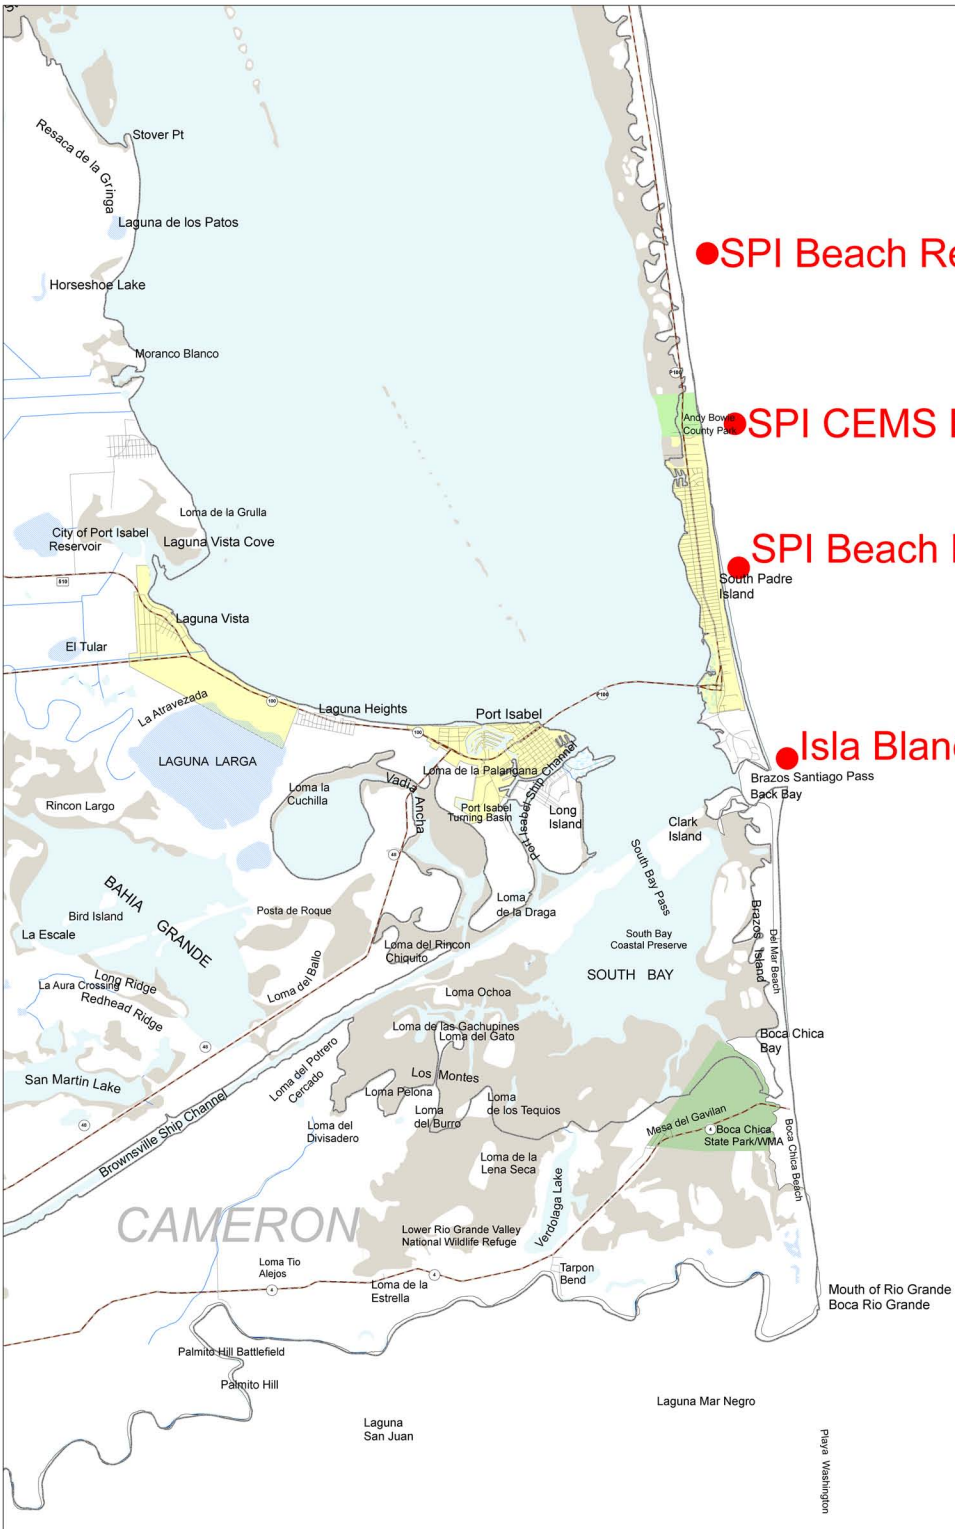 Stover Pt
Resaca de la Gringa
Laguna de los Patos
SPI Beach Re
Horseshoe Lake
Moranco Blanco
P100
Andy Bowie
County Park
SPI CEMS
Loma de la Grulla
City of Port Isabel
Reservoir
Laguna Vista Cove
SPI Beach
510
South Padre
Island
Laguna Vista
El Tular
La Atravezada
100
P100
Laguna Heights
Port Isabel
100
LAGUNA LARGA
Isla Blan
Loma de la Palangana
Brazos Santiago Pass
Back Bay
Vadia Ancha
Loma la
Cuchilla
Port Isabel Ship Channel
Rincon Largo
Port Isabel
Turning Basin
Long
Island
Clark
Island
48
South Bay Pass
BAHIA GRANDE
Loma
de la Draga
Posta de Roque
Bird Island
La Escale
South Bay
Coastal Preserve
Brazos Island
Del Mar Beach
Loma del Rincon
Chiquito
SOUTH BAY
Loma del Ballo
Long Ridge
La Aura Crossing
Redhead Ridge
Loma Ochoa
Loma de las Gachupines
Loma del Gato
Boca Chica
Bay
48
Loma del Potrero
Cercado
Los Montes
San Martin Lake
Loma Pelona
Loma
de los Tequios
Loma
del Burro
48
Brownsville Ship Channel
Loma del
Divisadero
Mesa del Gavilan
4
Boca Chica
State Park/WMA
Boca Chica Beach
Loma de la
Lena Seca
Verdolaga Lake
CAMERON
Lower Rio Grande Valley
National Wildlife Refuge
Loma Tio
Alejos
Tarpon
Bend
4
4
Loma de la
Estrella
Mouth of Rio Grande
Boca Rio Grande
Palmito Hill Battlefield
Palmito Hill
Laguna Mar Negro
Laguna
San Juan
Playa Washington